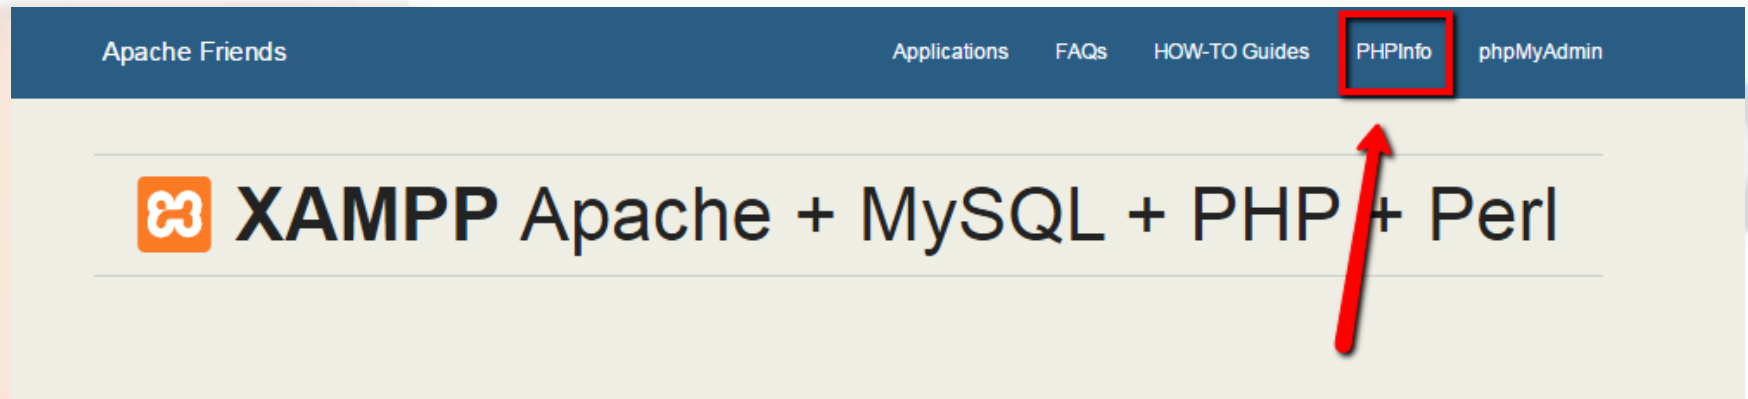 Apache Friends Applications FAQs HOW-TO Guides PHPInfo phpMyAdmin
XAMPP Apache + MySQL + PHP + Perl